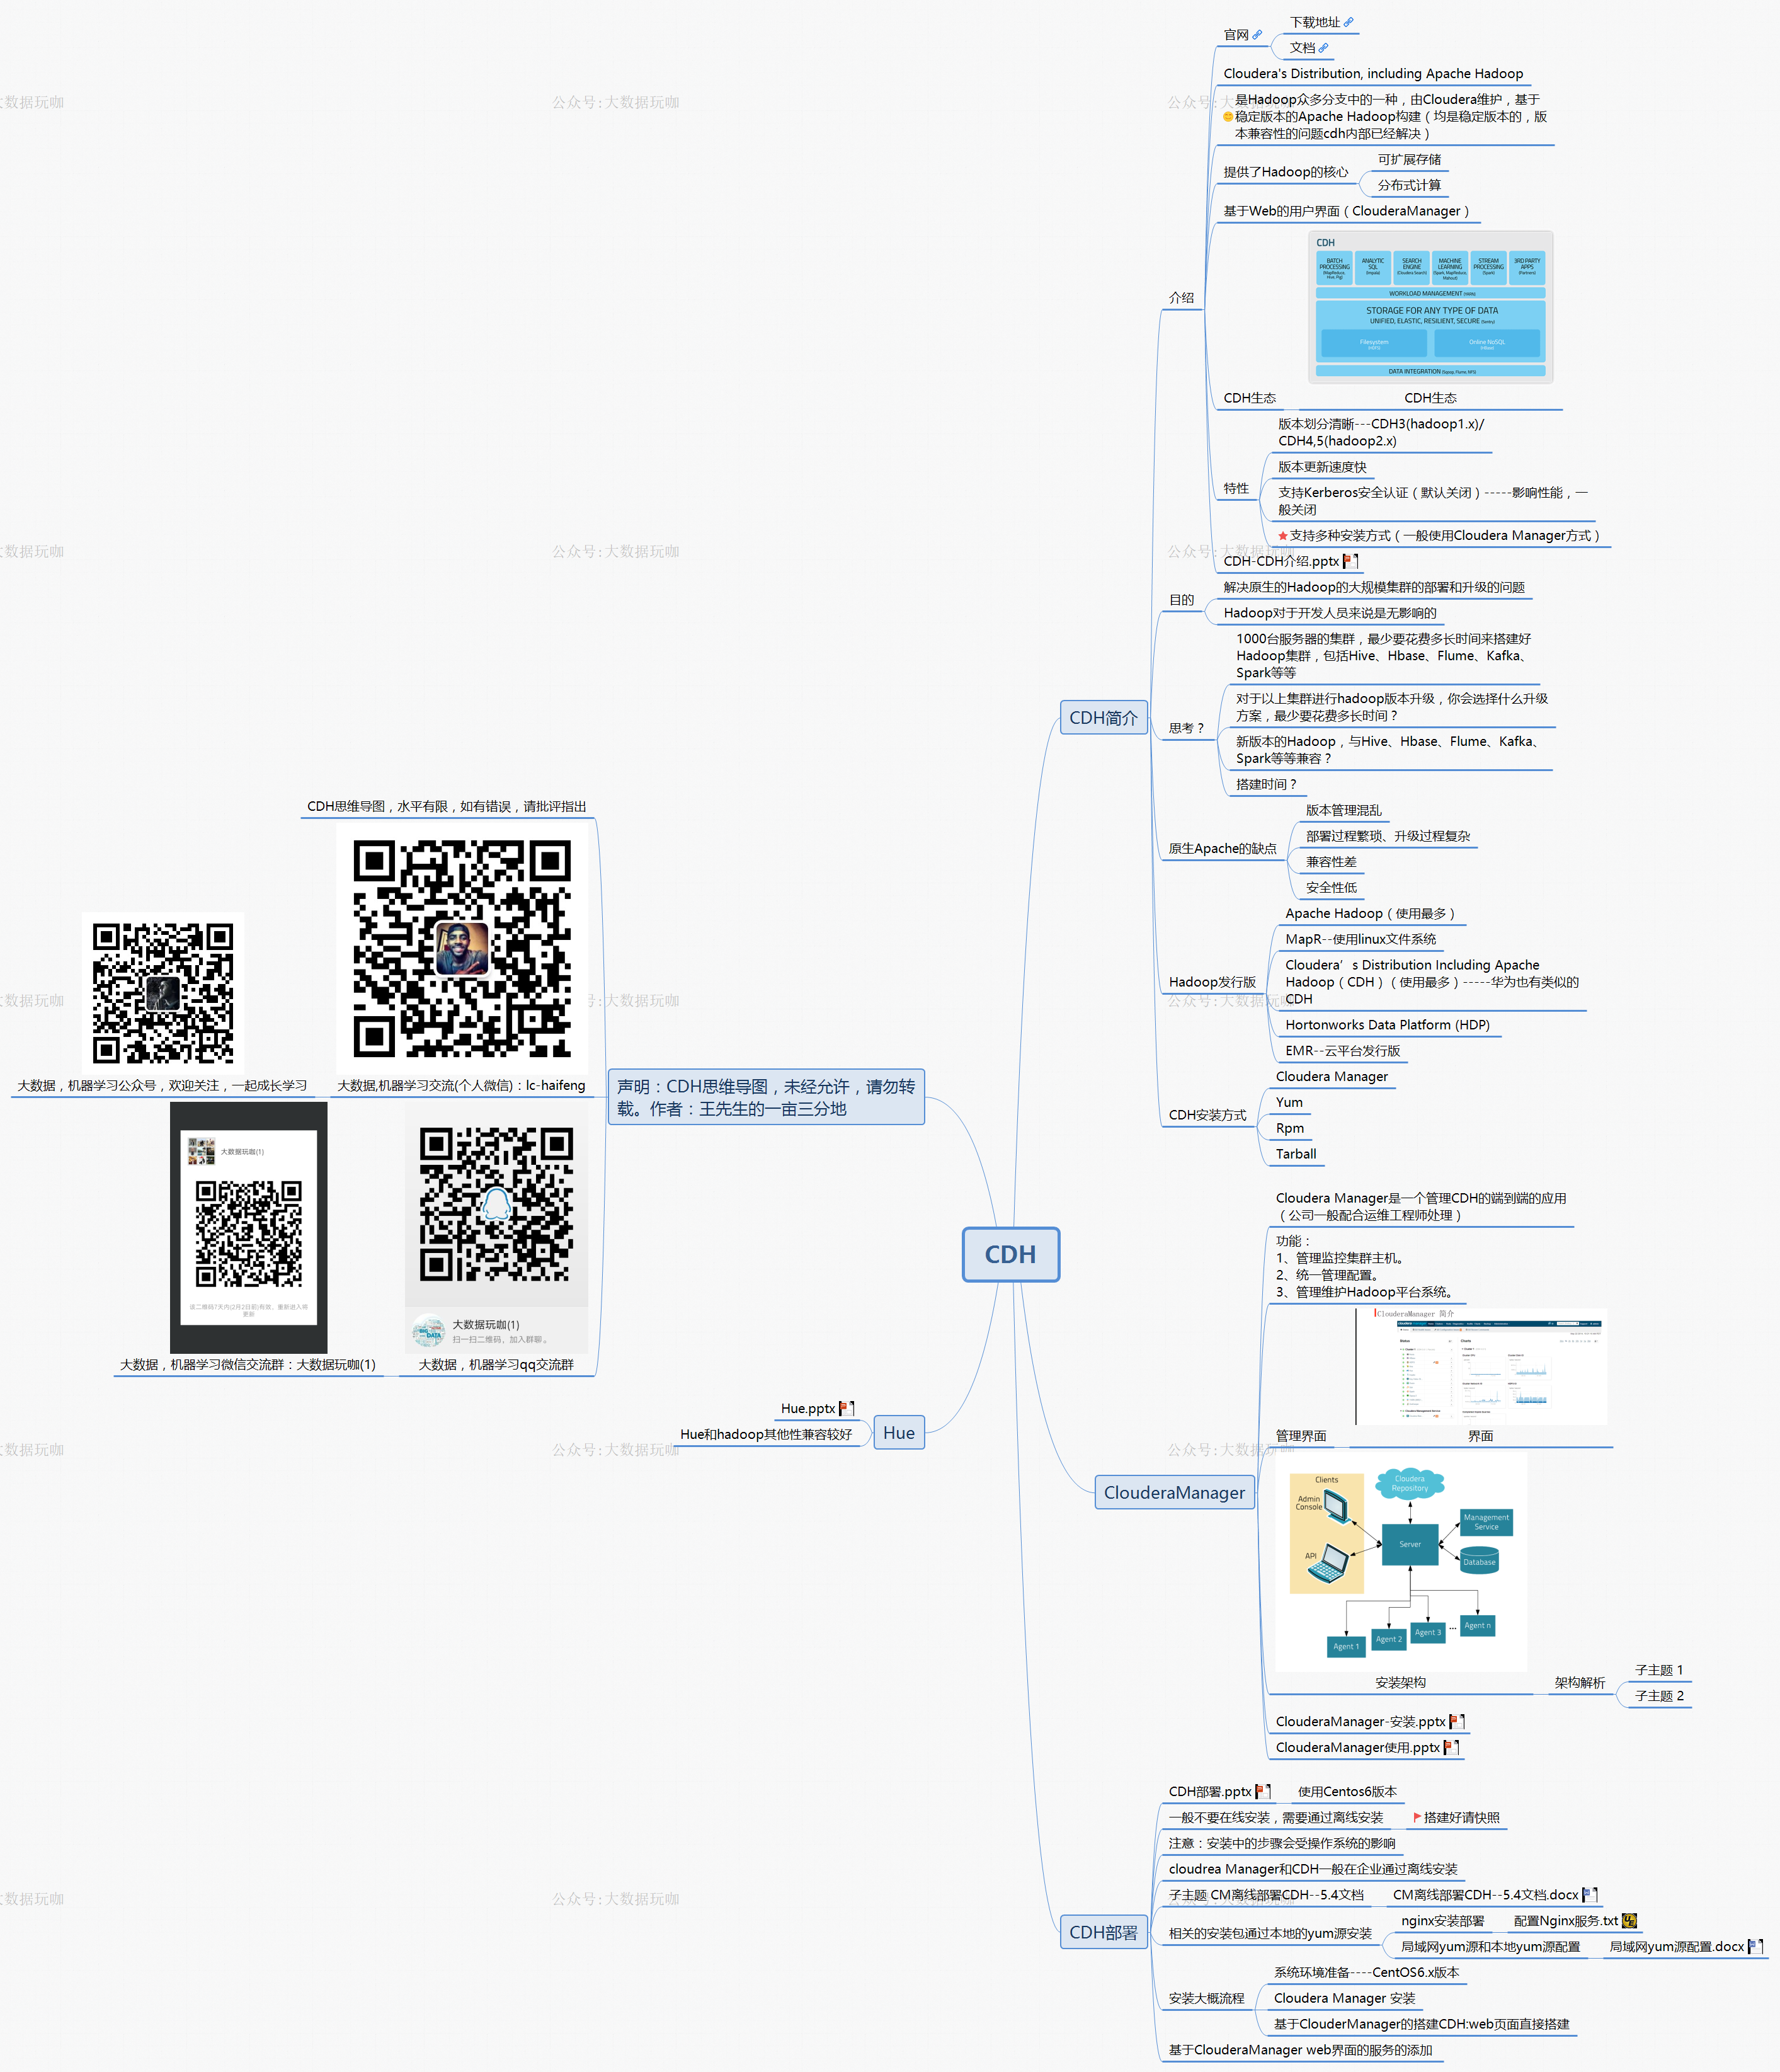 官网
下载地址
文档
Cloudera's Distribution, including Apache Hadoop
是Hadoop众多分支中的一种，由Cloudera维护，基于
稳定版本的Apache Hadoop构建（均是稳定版本的，版
本兼容性的问题cdh内部已经解决）
提供了Hadoop的核心
可扩展存储
分布式计算
基于Web的用户界面（ClouderaManager）
介绍
CDH
BATCH
PROCESSING
(MapReduce,
Hive, Pig)
ANALYTIC
SQL
(Impala)
SEARCH
ENGINE
(Cloudera Search)
MACHINE
LEARNING
(Spark, MapReduce,
Mahout)
STREAM
PROCESSING
(Spark)
3RD PARTY
APPS
(Partners)
WORKLOAD MANAGEMENT (YARN)
STORAGE FOR ANY TYPE OF DATA
UNIFIED, ELASTIC, RESILIENT, SECURE (Sentry)
Filesystem
(HDFS)
Online NoSQL
(HBase)
DATA INTEGRATION (Sqoop, Flume, NFS)
CDH生态
CDH生态
特性
版本划分清晰---CDH3(hadoop1.x)/
CDH4,5(hadoop2.x)
版本更新速度快
支持Kerberos安全认证（默认关闭）-----影响性能，一
般关闭
支持多种安装方式（一般使用Cloudera Manager方式）
CDH-CDH介绍.pptx
目的
解决原生的Hadoop的大规模集群的部署和升级的问题
Hadoop对于开发人员来说是无影响的
CDH简介
思考？
1000台服务器的集群，最少要花费多长时间来搭建好
Hadoop集群，包括Hive、Hbase、Flume、Kafka、
Spark等等
对于以上集群进行hadoop版本升级，你会选择什么升级
方案，最少要花费多长时间？
新版本的Hadoop，与Hive、Hbase、Flume、Kafka、
Spark等等兼容？
搭建时间？
原生Apache的缺点
版本管理混乱
部署过程繁琐、升级过程复杂
兼容性差
安全性低
Hadoop发行版
Apache Hadoop（使用最多）
MapR--使用linux文件系统
Cloudera’s Distribution Including Apache
Hadoop（CDH）（使用最多）-----华为也有类似的
CDH
Hortonworks Data Platform (HDP)
EMR--云平台发行版
CDH安装方式
Cloudera Manager
Yum
Rpm
Tarball
CDH思维导图，水平有限，如有错误，请批评指出
大数据，机器学习公众号，欢迎关注，一起成长学习
大数据,机器学习交流(个人微信)：lc-haifeng
声明：CDH思维导图，未经允许，请勿转
载。作者：王先生的一亩三分地
大数据玩咖(1)
该二维码7天内(2月2日前)有效，重新进入将
更新
大数据玩咖(1)
扫一扫二维码，加入群聊。
大数据，机器学习微信交流群：大数据玩咖(1)
大数据，机器学习qq交流群
CDH
Hue.pptx
Hue和hadoop其他性兼容较好
Hue
ClouderaManager
Cloudera Manager是一个管理CDH的端到端的应用
（公司一般配合运维工程师处理）
功能：
1、管理监控集群主机。
2、统一管理配置。
3、管理维护Hadoop平台系统。
ClouderaManager 简介
管理界面
界面
Clients
Admin
Console
API
Cloudera
Repository
Server
Management
Service
Database
Agent 1
Agent 2
Agent 3
...
Agent n
安装架构
架构解析
子主题 1
子主题 2
ClouderaManager-安装.pptx
ClouderaManager使用.pptx
CDH部署
CDH部署.pptx
使用Centos6版本
一般不要在线安装，需要通过离线安装
搭建好请快照
注意：安装中的步骤会受操作系统的影响
cloudrea Manager和CDH一般在企业通过离线安装
子主题 CM离线部署CDH--5.4文档
CM离线部署CDH--5.4文档.docx
相关的安装包通过本地的yum源安装
nginx安装部署
配置Nginx服务.txt
局域网yum源和本地yum源配置
局域网yum源配置.docx
安装大概流程
系统环境准备----CentOS6.x版本
Cloudera Manager 安装
基于ClouderManager的搭建CDH:web页面直接搭建
基于ClouderaManager web界面的服务的添加
公众号:大数据玩咖